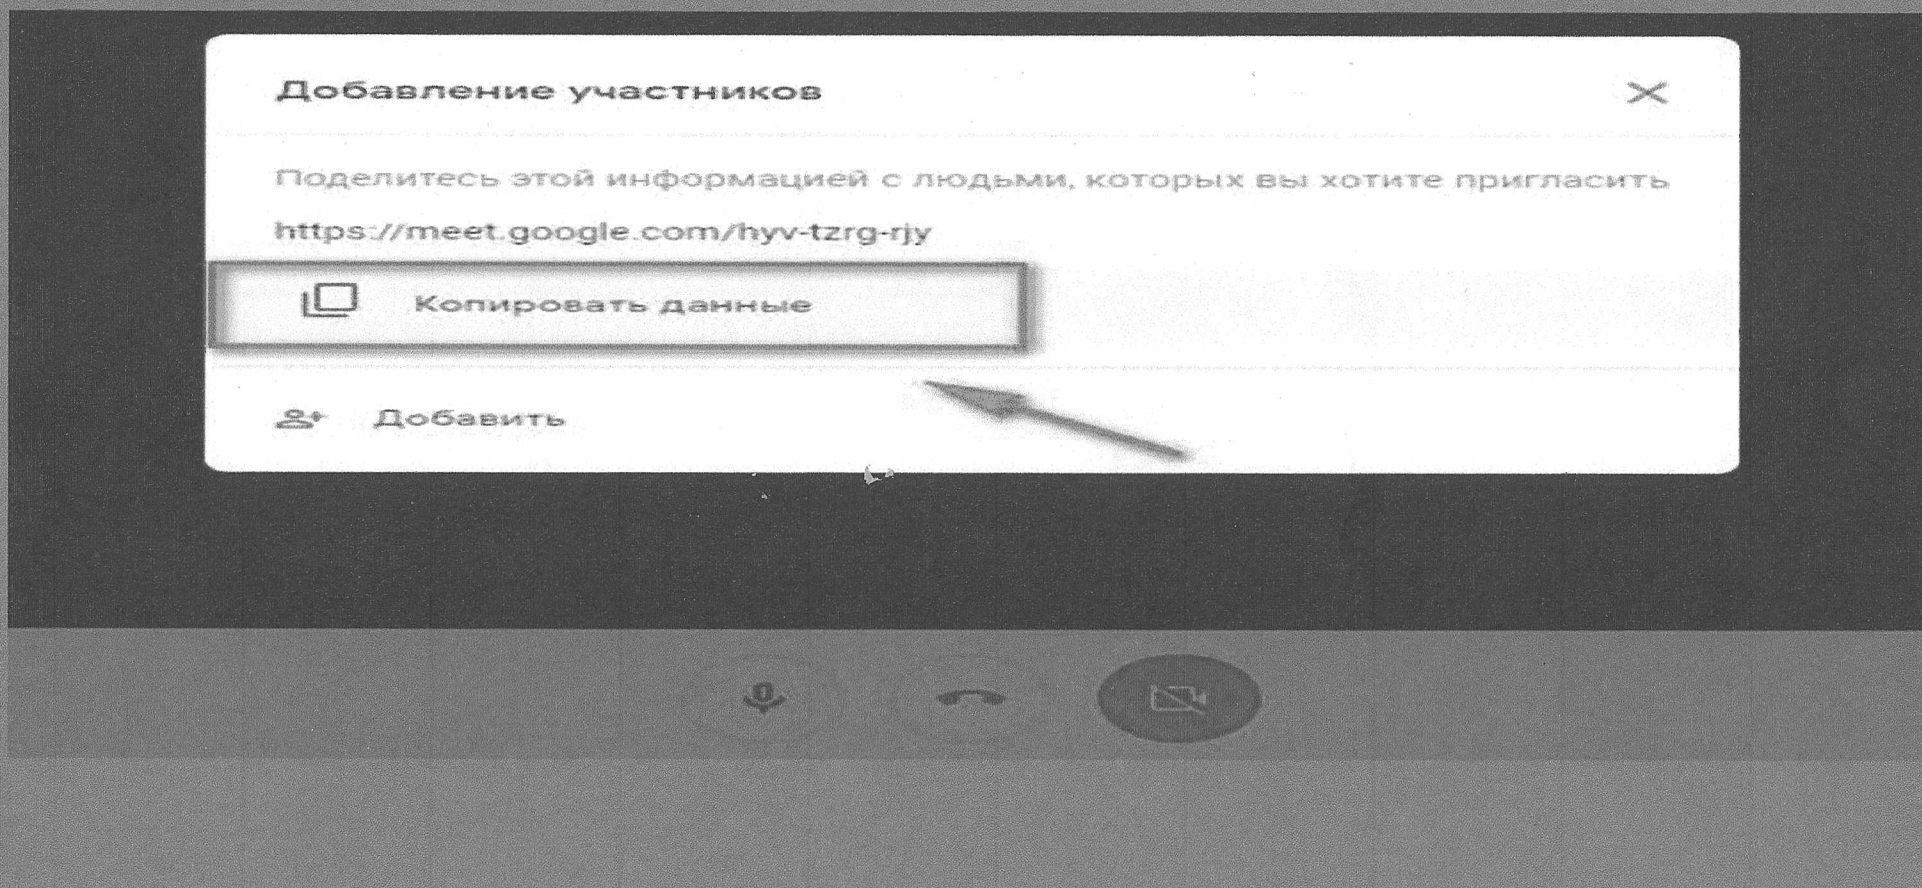 Добавление участников
Поделитесь этой информацией с людьми, которых вы хотите пригласить
https://meet.google.com/hyv-tzrg-rjy
Копировать данные
Добавить